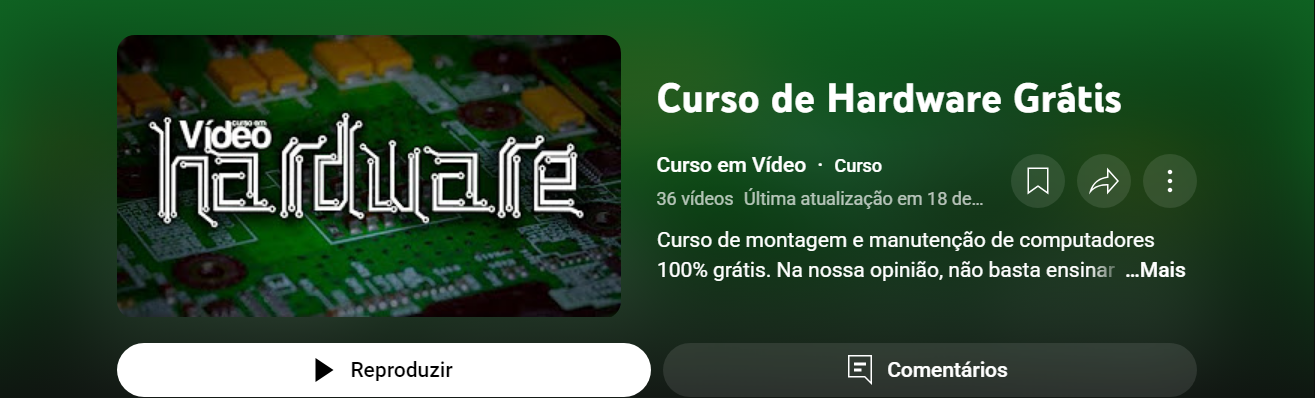 curso em
Vídeo
hardware
Curso de Hardware Grátis
Curso em Vídeo · Curso
36 vídeos Última atualização em 18 de...
Curso de montagem e manutenção de computadores
100% grátis. Na nossa opinião, não basta ensinar ...Mais
Reproduzir
Comentários